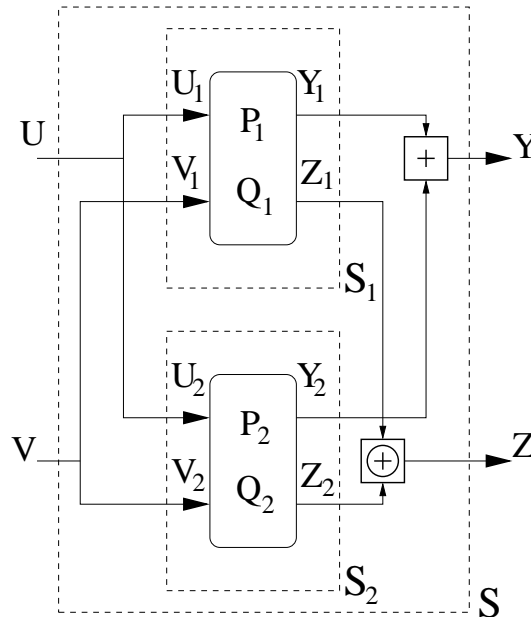 U₁ Y₁
U P₁ + Y
V₁ Z₁
Q₁
S₁
U₂ Y₂
P₂
V + Z
V₂ Z₂
Q₂
S₂
S